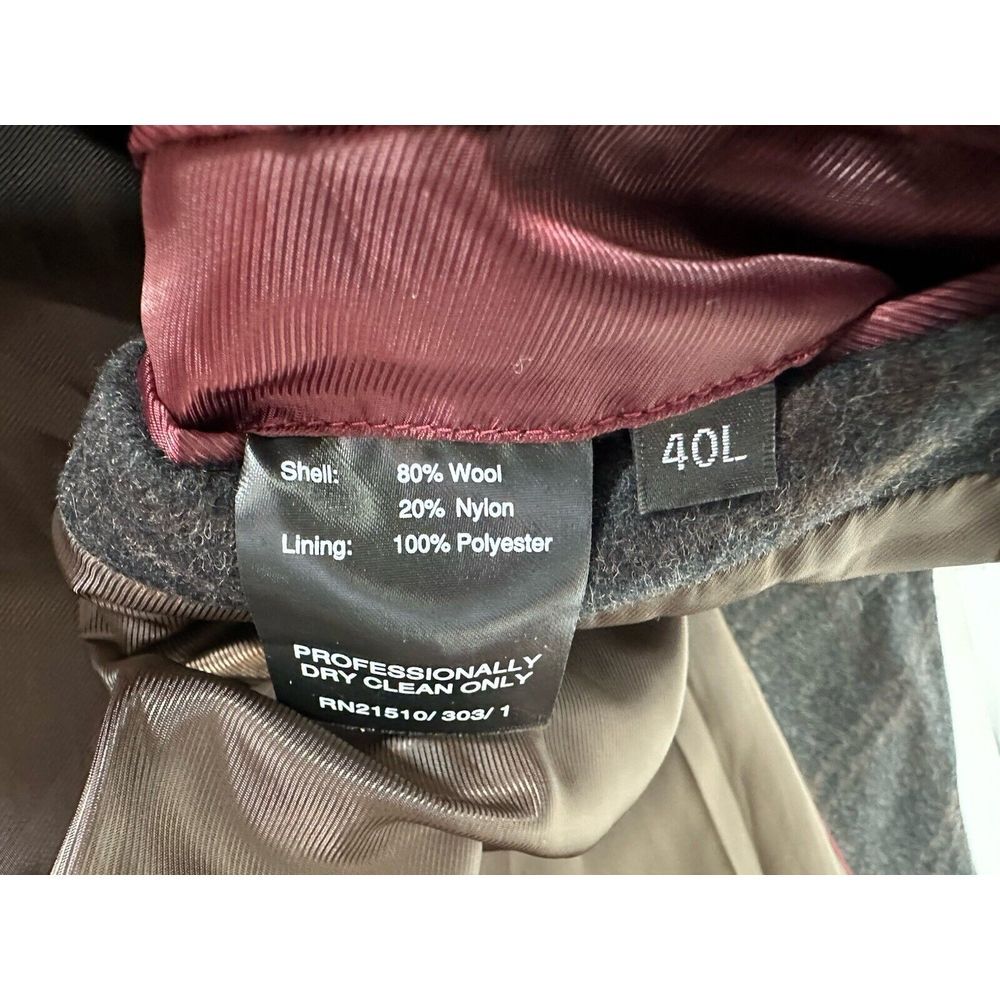 Shell: 80% Wool
20% Nylon
Lining: 100% Polyester
PROFESSIONALLY
DRY CLEAN ONLY
RN21510/ 303/ 1
40L